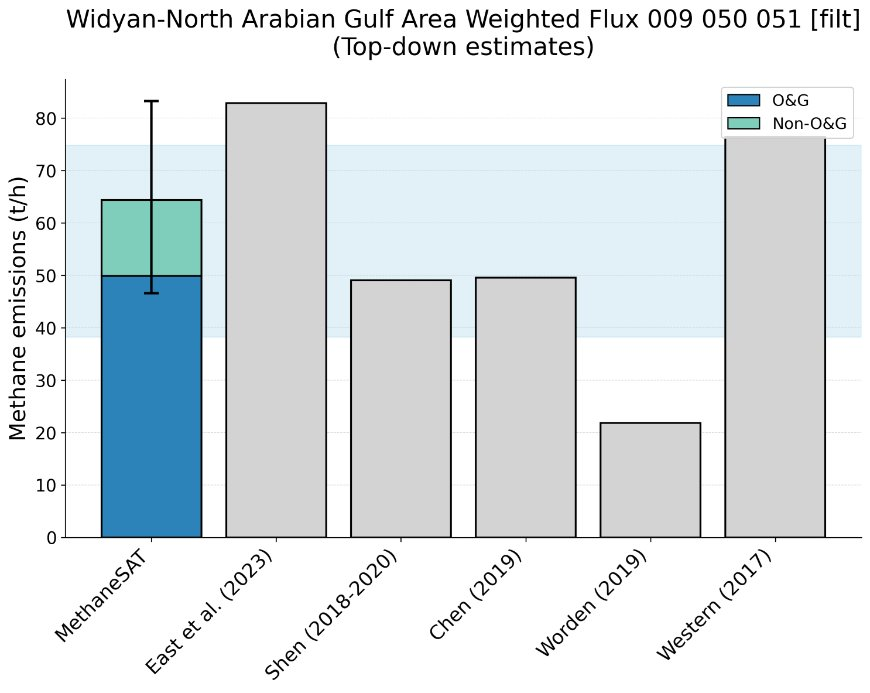 Widyan-North Arabian Gulf Area Weighted Flux 009 050 051 [filt]
(Top-down estimates)
O&G
Non-O&G
Methane emissions (t/h)
80
70
60
50
40
30
20
10
0
MethaneSAT
East et al. (2023)
Shen (2018-2020)
Chen (2019)
Worden (2019)
Western (2017)